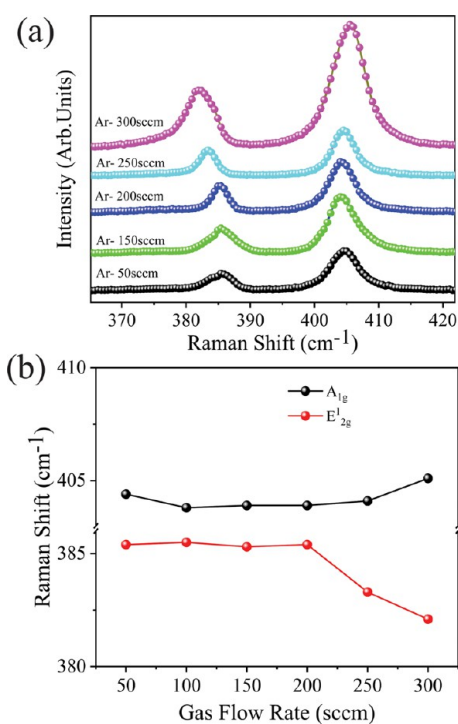 (a)
Intensity (Arb.Units)
Ar- 300sccm
Ar- 250sccm
Ar- 200sccm
Ar- 150sccm
Ar- 50sccm
370 380 390 400 410 420
Raman Shift (cm⁻¹)
(b)
Raman Shift (cm⁻¹)
410
405
385
380
A₁g
E¹₂g
50 100 150 200 250 300
Gas Flow Rate (sccm)